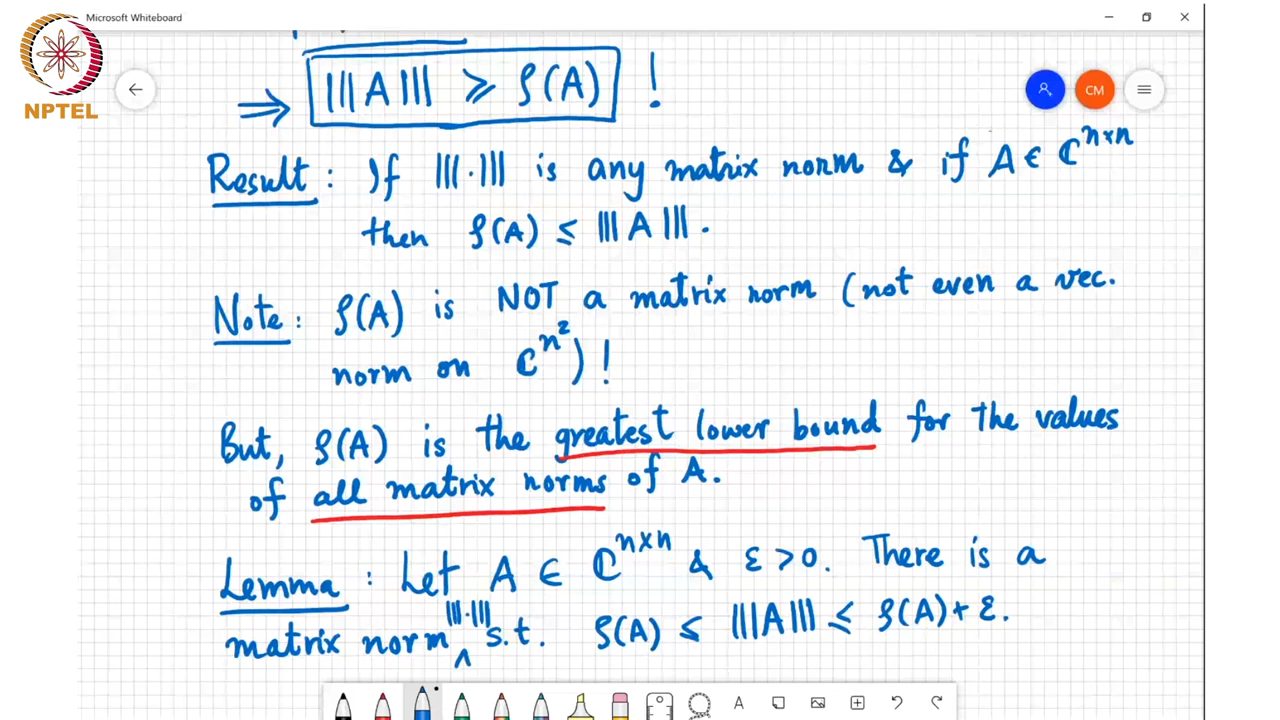 Microsoft Whiteboard
NPTEL
CM
⇒ |||A||| ≥ ρ(A) !
Result : If |||·||| is any matrix norm & if A ∈ ℂ^{n×n}
then ρ(A) ≤ |||A|||.
Note : ρ(A) is NOT a matrix norm (not even a vec.
norm on ℂ^{n²}) !
But, ρ(A) is the greatest lower bound for the values
of all matrix norms of A.
Lemma : Let A ∈ ℂ^{n×n} & ε > 0. There is a
matrix norm |||·||| s.t. ρ(A) ≤ |||A||| ≤ ρ(A) + ε.
A